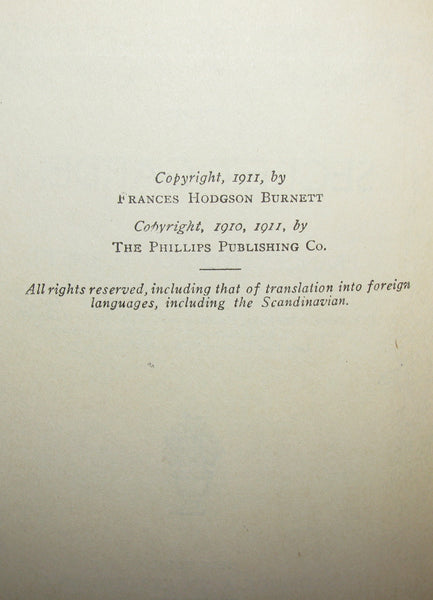 Copyright, 1911, by
FRANCES HODGSON BURNETT
Copyright, 1910, 1911, by
THE PHILLIPS PUBLISHING CO.
All rights reserved, including that of translation into foreign
languages, including the Scandinavian.